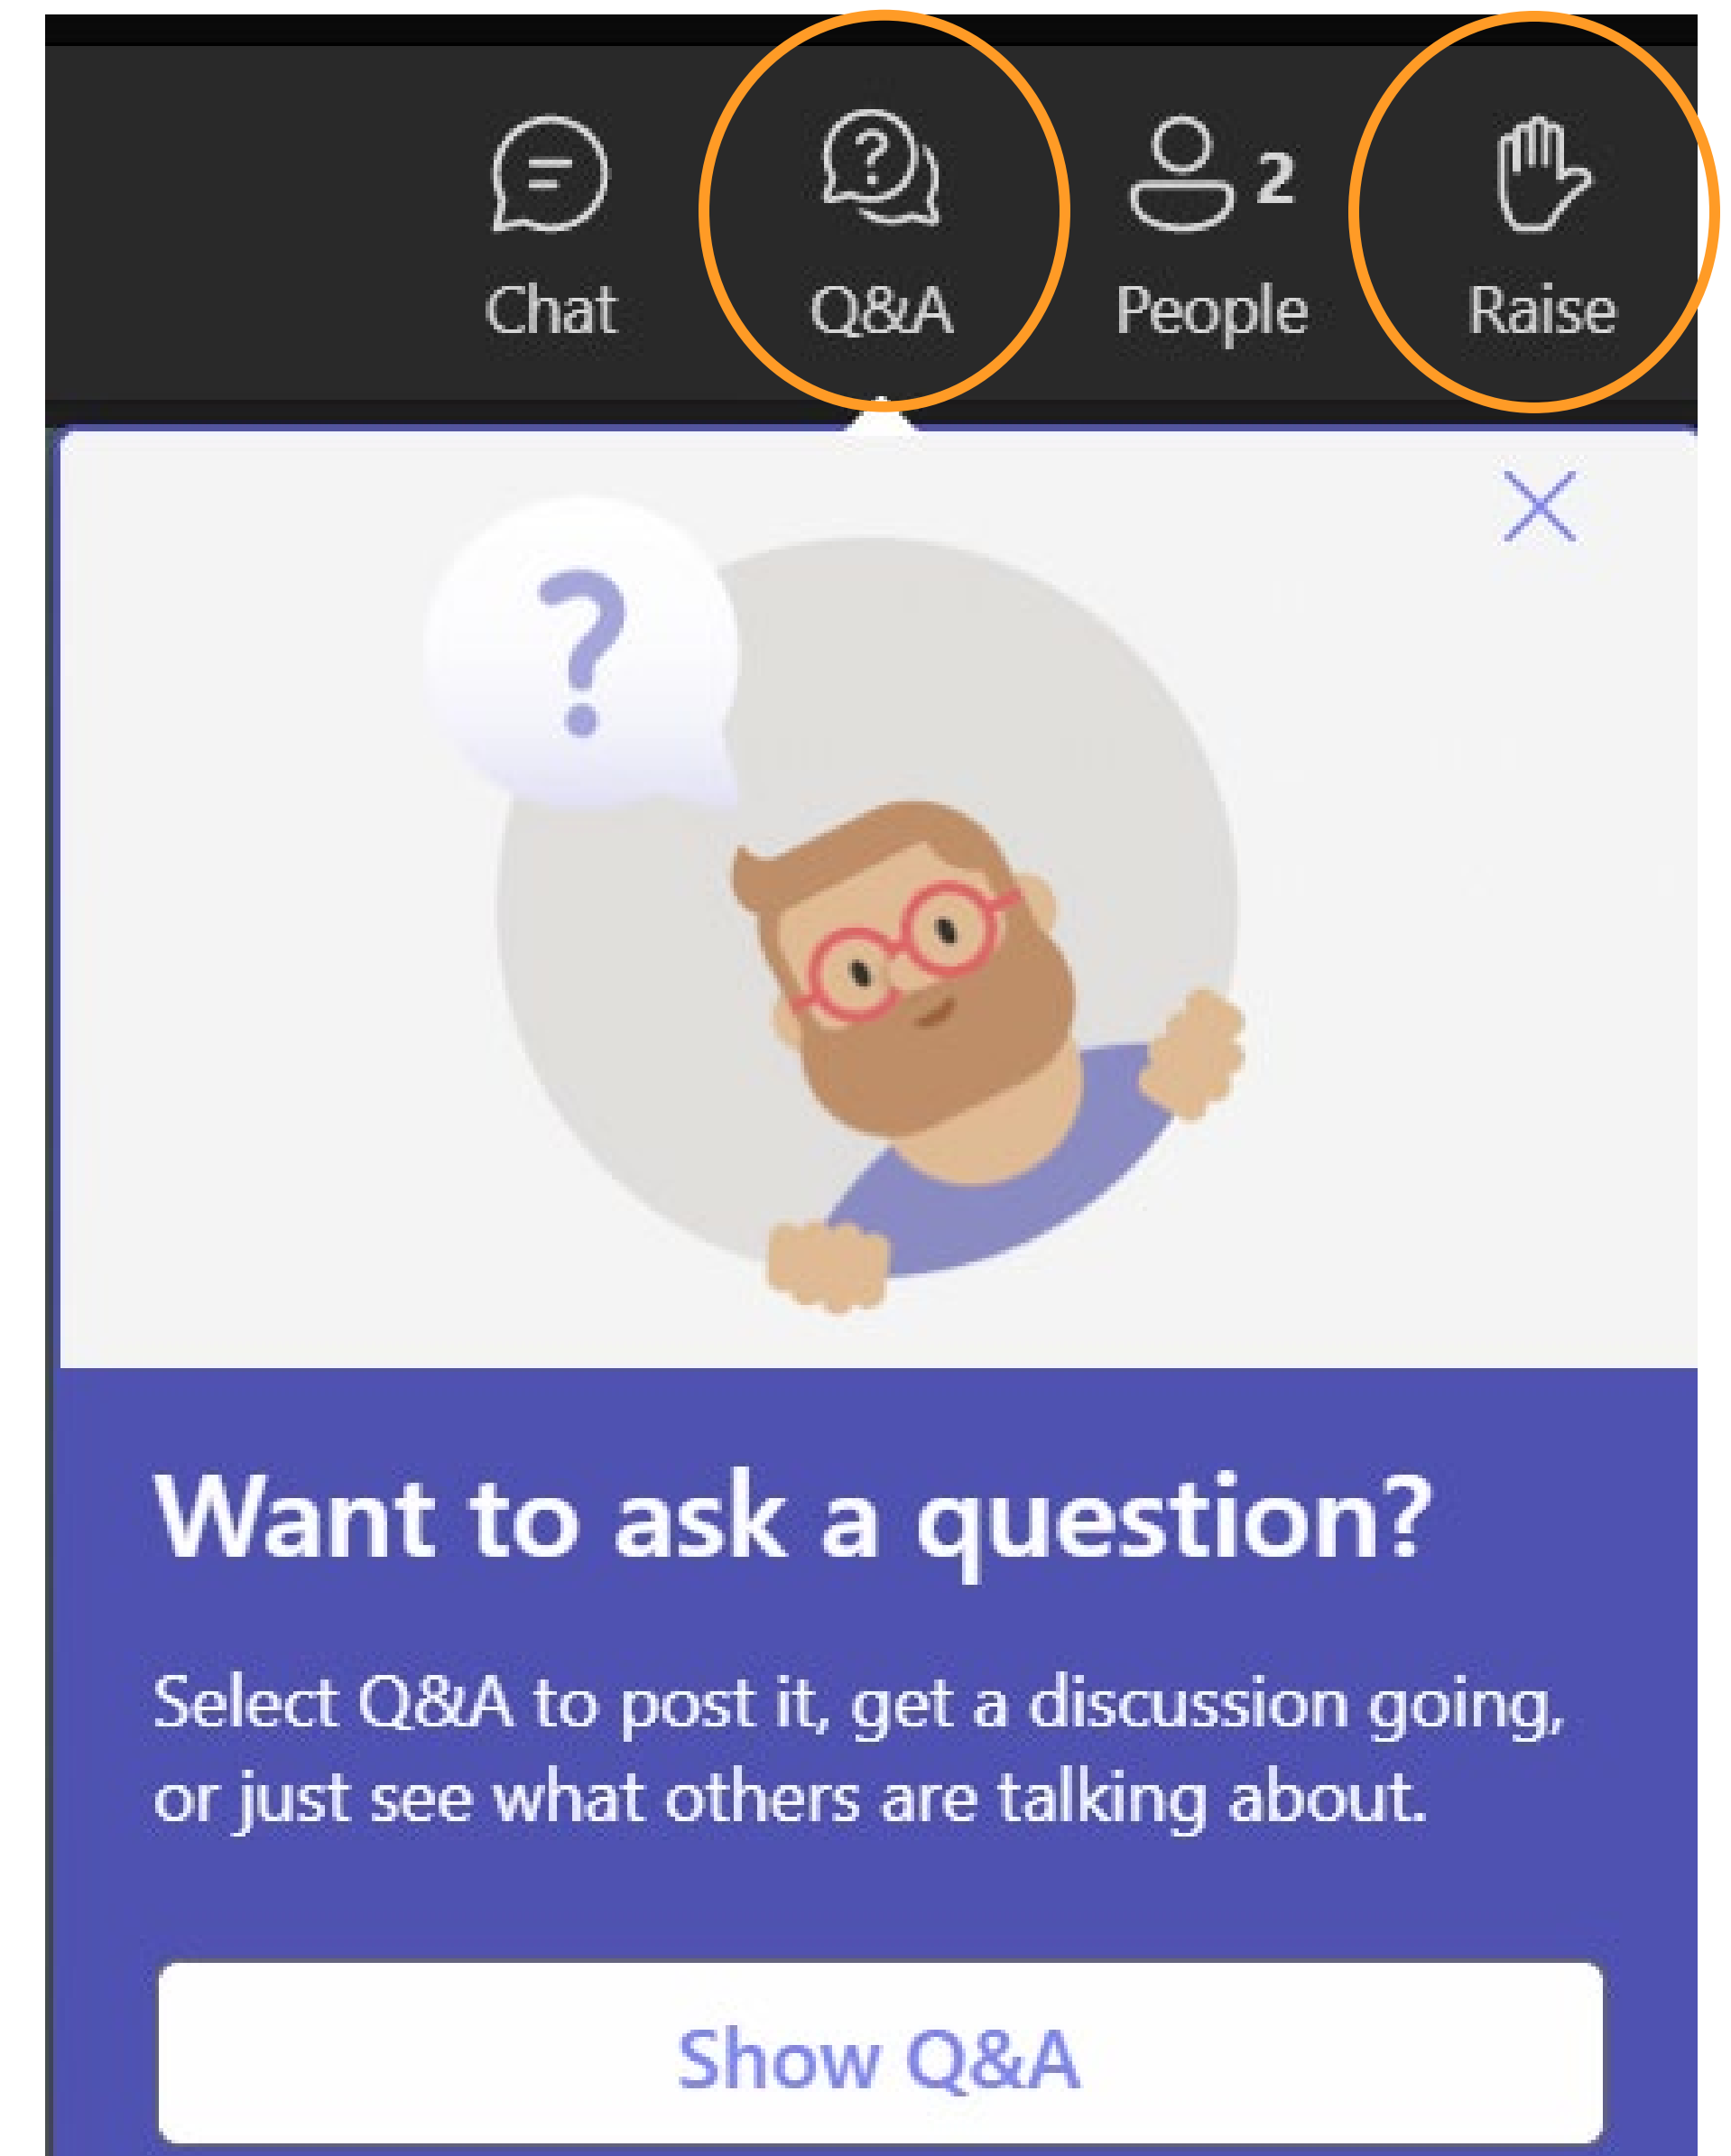 Chat Q&A People 2 Raise
?
Want to ask a question?
Select Q&A to post it, get a discussion going,
or just see what others are talking about.
Show Q&A